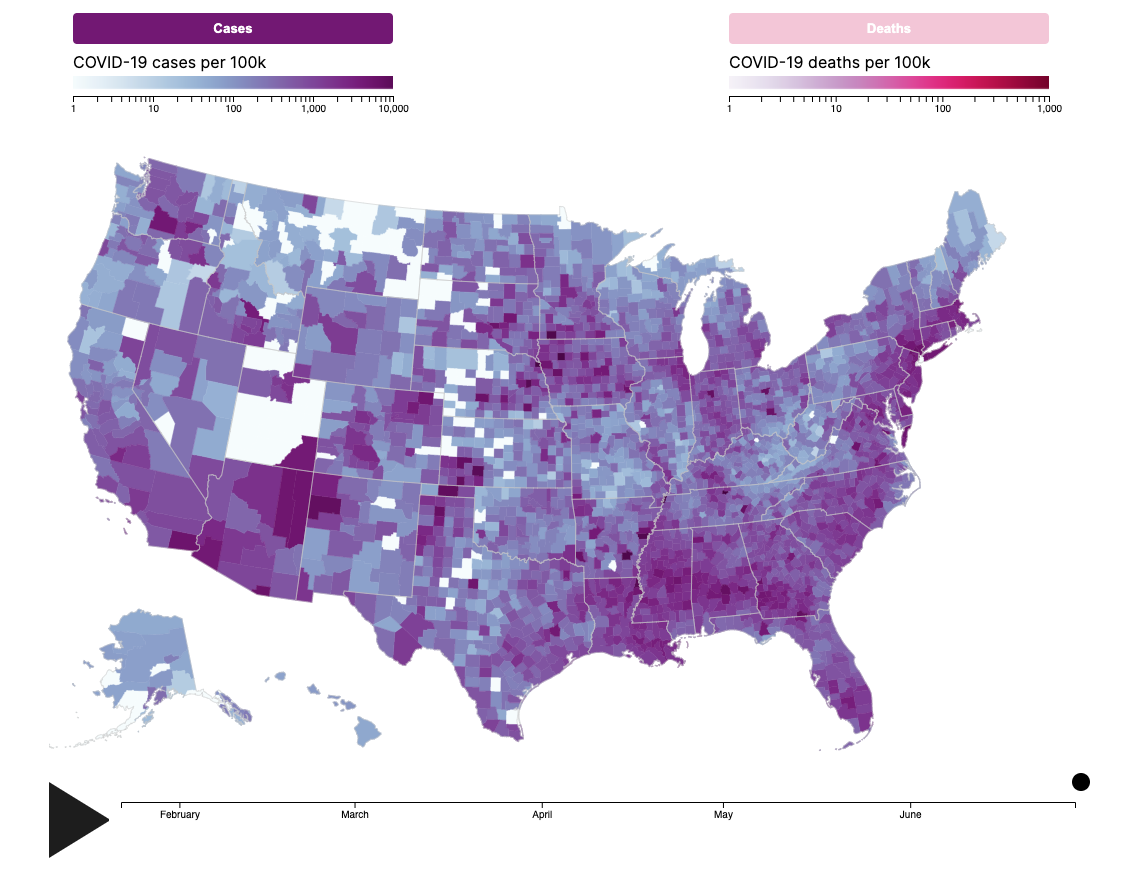 Cases
Deaths
COVID-19 cases per 100k
COVID-19 deaths per 100k
1 10 100 1,000 10,000
1 10 100 1,000
February March April May June